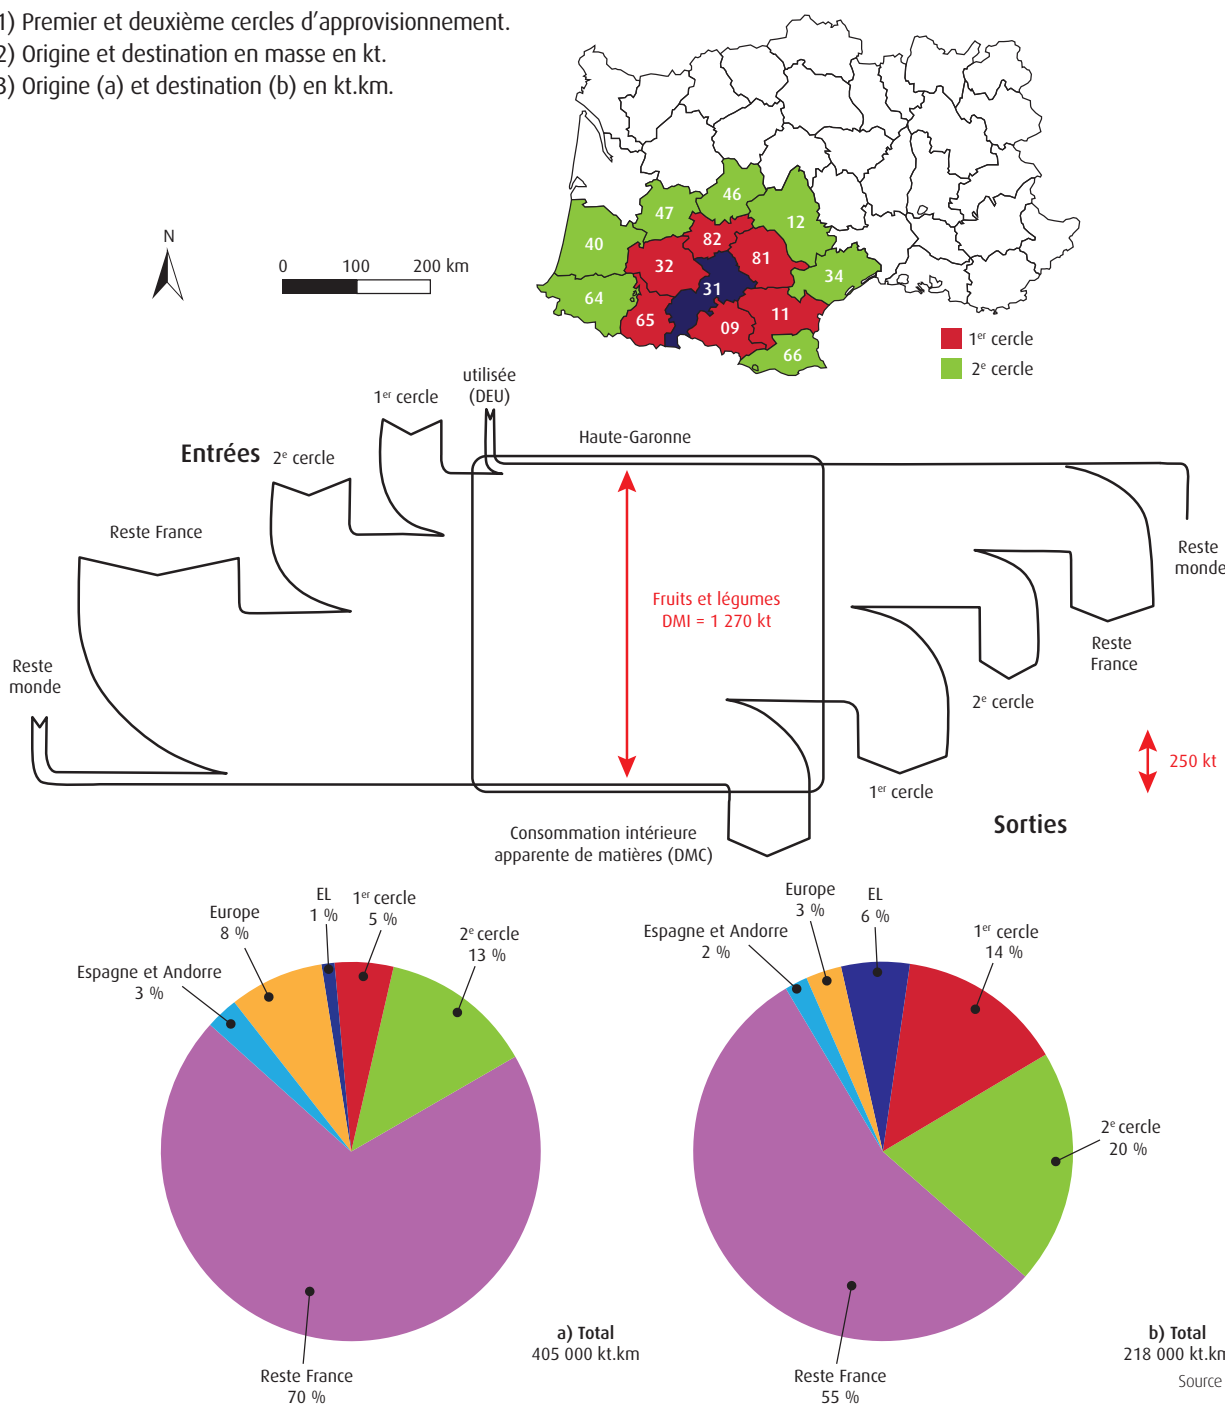 1) Premier et deuxième cercles d’approvisionnement.
2) Origine et destination en masse en kt.
3) Origine (a) et destination (b) en kt.km.
N
0 100 200 km
46
47
12
40
82
32
81
34
31
64
65
09
11
66
1er cercle
2e cercle
utilisée
(DEU)
1er cercle
Haute-Garonne
Entrées
2e cercle
Reste France
Reste
monde
Fruits et légumes
DMI = 1 270 kt
Reste
monde
Reste
France
2e cercle
250 kt
1er cercle
Sorties
Consommation intérieure
apparente de matières (DMC)
EL
1 %
1er cercle
5 %
Europe
8 %
2e cercle
13 %
Espagne et Andorre
3 %
Reste France
70 %
a) Total
405 000 kt.km
Europe
3 %
EL
6 %
Espagne et Andorre
2 %
1er cercle
14 %
2e cercle
20 %
Reste France
55 %
b) Total
218 000 kt.km
Source